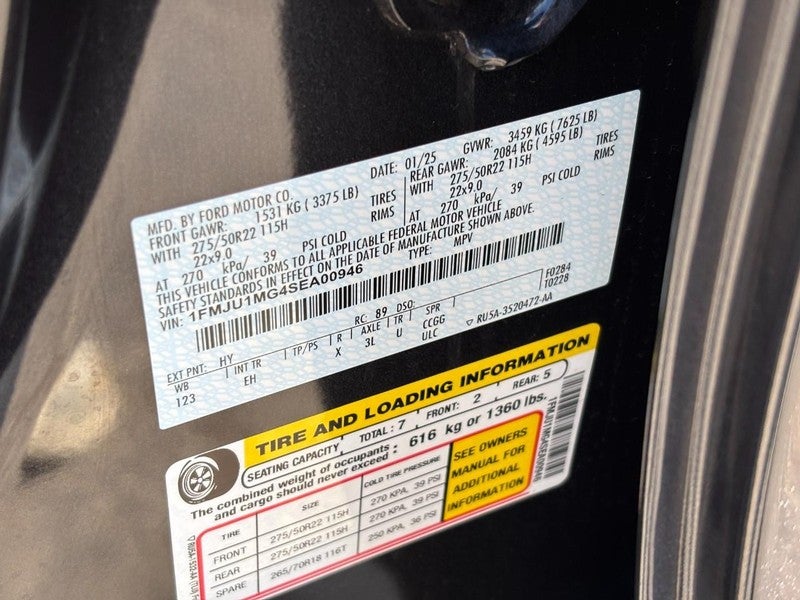 MFD. BY FORD MOTOR CO.
DATE: 01/25 GVWR: 3459 KG ( 7625 LB)
FRONT GAWR: 1531 KG ( 3375 LB)
REAR GAWR: 2084 KG ( 4595 LB)
WITH 275/50R22 115H TIRES
WITH 275/50R22 115H TIRES
22x9.0 RIMS
22x9.0 RIMS
AT 270 kPa/ 39 PSI COLD
AT 270 kPa/ 39 PSI COLD
THIS VEHICLE CONFORMS TO ALL APPLICABLE FEDERAL MOTOR VEHICLE
SAFETY STANDARDS IN EFFECT ON THE DATE OF MANUFACTURE SHOWN ABOVE.
VIN: 1FMJU1MG4SEA00946 TYPE: MPV
F0284
T0228
EXT PNT: HY RC: 89 DSO:
WB INT TR TP/PS R AXLE TR SPR
123 EH X 3L U CCGG
ULC
RU5A-3520472-AA
TIRE AND LOADING INFORMATION
SEATING CAPACITY TOTAL: 7 FRONT: 2 REAR: 5
The combined weight of occupants and cargo should never exceed : 616 kg or 1360 lbs.
TIRE SIZE COLD TIRE PRESSURE
FRONT 275/50R22 115H 270 KPA, 39 PSI
REAR 275/50R22 115H 270 KPA, 39 PSI
SPARE 265/70R18 116T 250 KPA, 36 PSI
SEE OWNERS
MANUAL FOR
ADDITIONAL
INFORMATION
1FMJU1MG4SEA00946